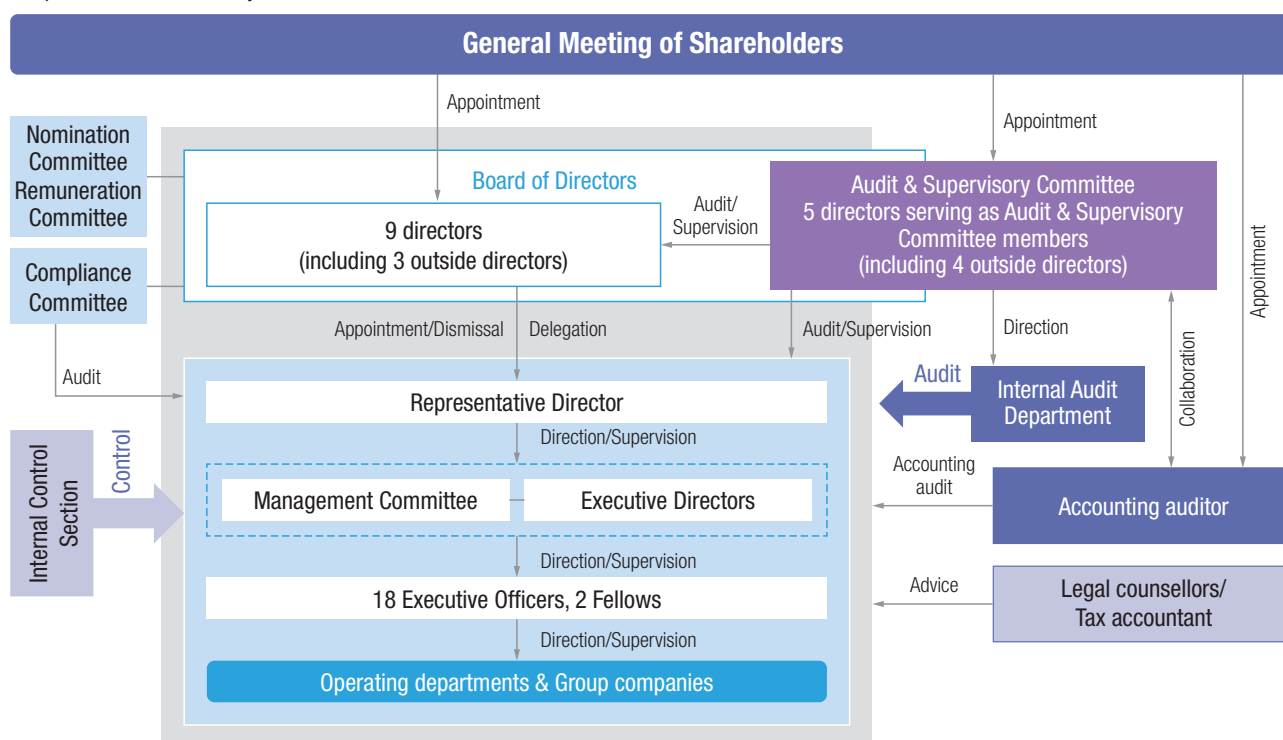 General Meeting of Shareholders
Appointment
Appointment
Appointment
Nomination
Committee
Remuneration
Committee
Board of Directors
9 directors
(including 3 outside directors)
Audit/
Supervision
Audit & Supervisory Committee
5 directors serving as Audit & Supervisory
Committee members
(including 4 outside directors)
Compliance
Committee
Appointment/Dismissal
Delegation
Audit/Supervision
Direction
Collaboration
Audit
Representative Director
Audit
Internal Audit
Department
Direction/Supervision
Internal Control
Section
Control
Management Committee
Executive Directors
Accounting
audit
Accounting auditor
Direction/Supervision
18 Executive Officers, 2 Fellows
Advice
Legal counsellors/
Tax accountant
Direction/Supervision
Operating departments & Group companies